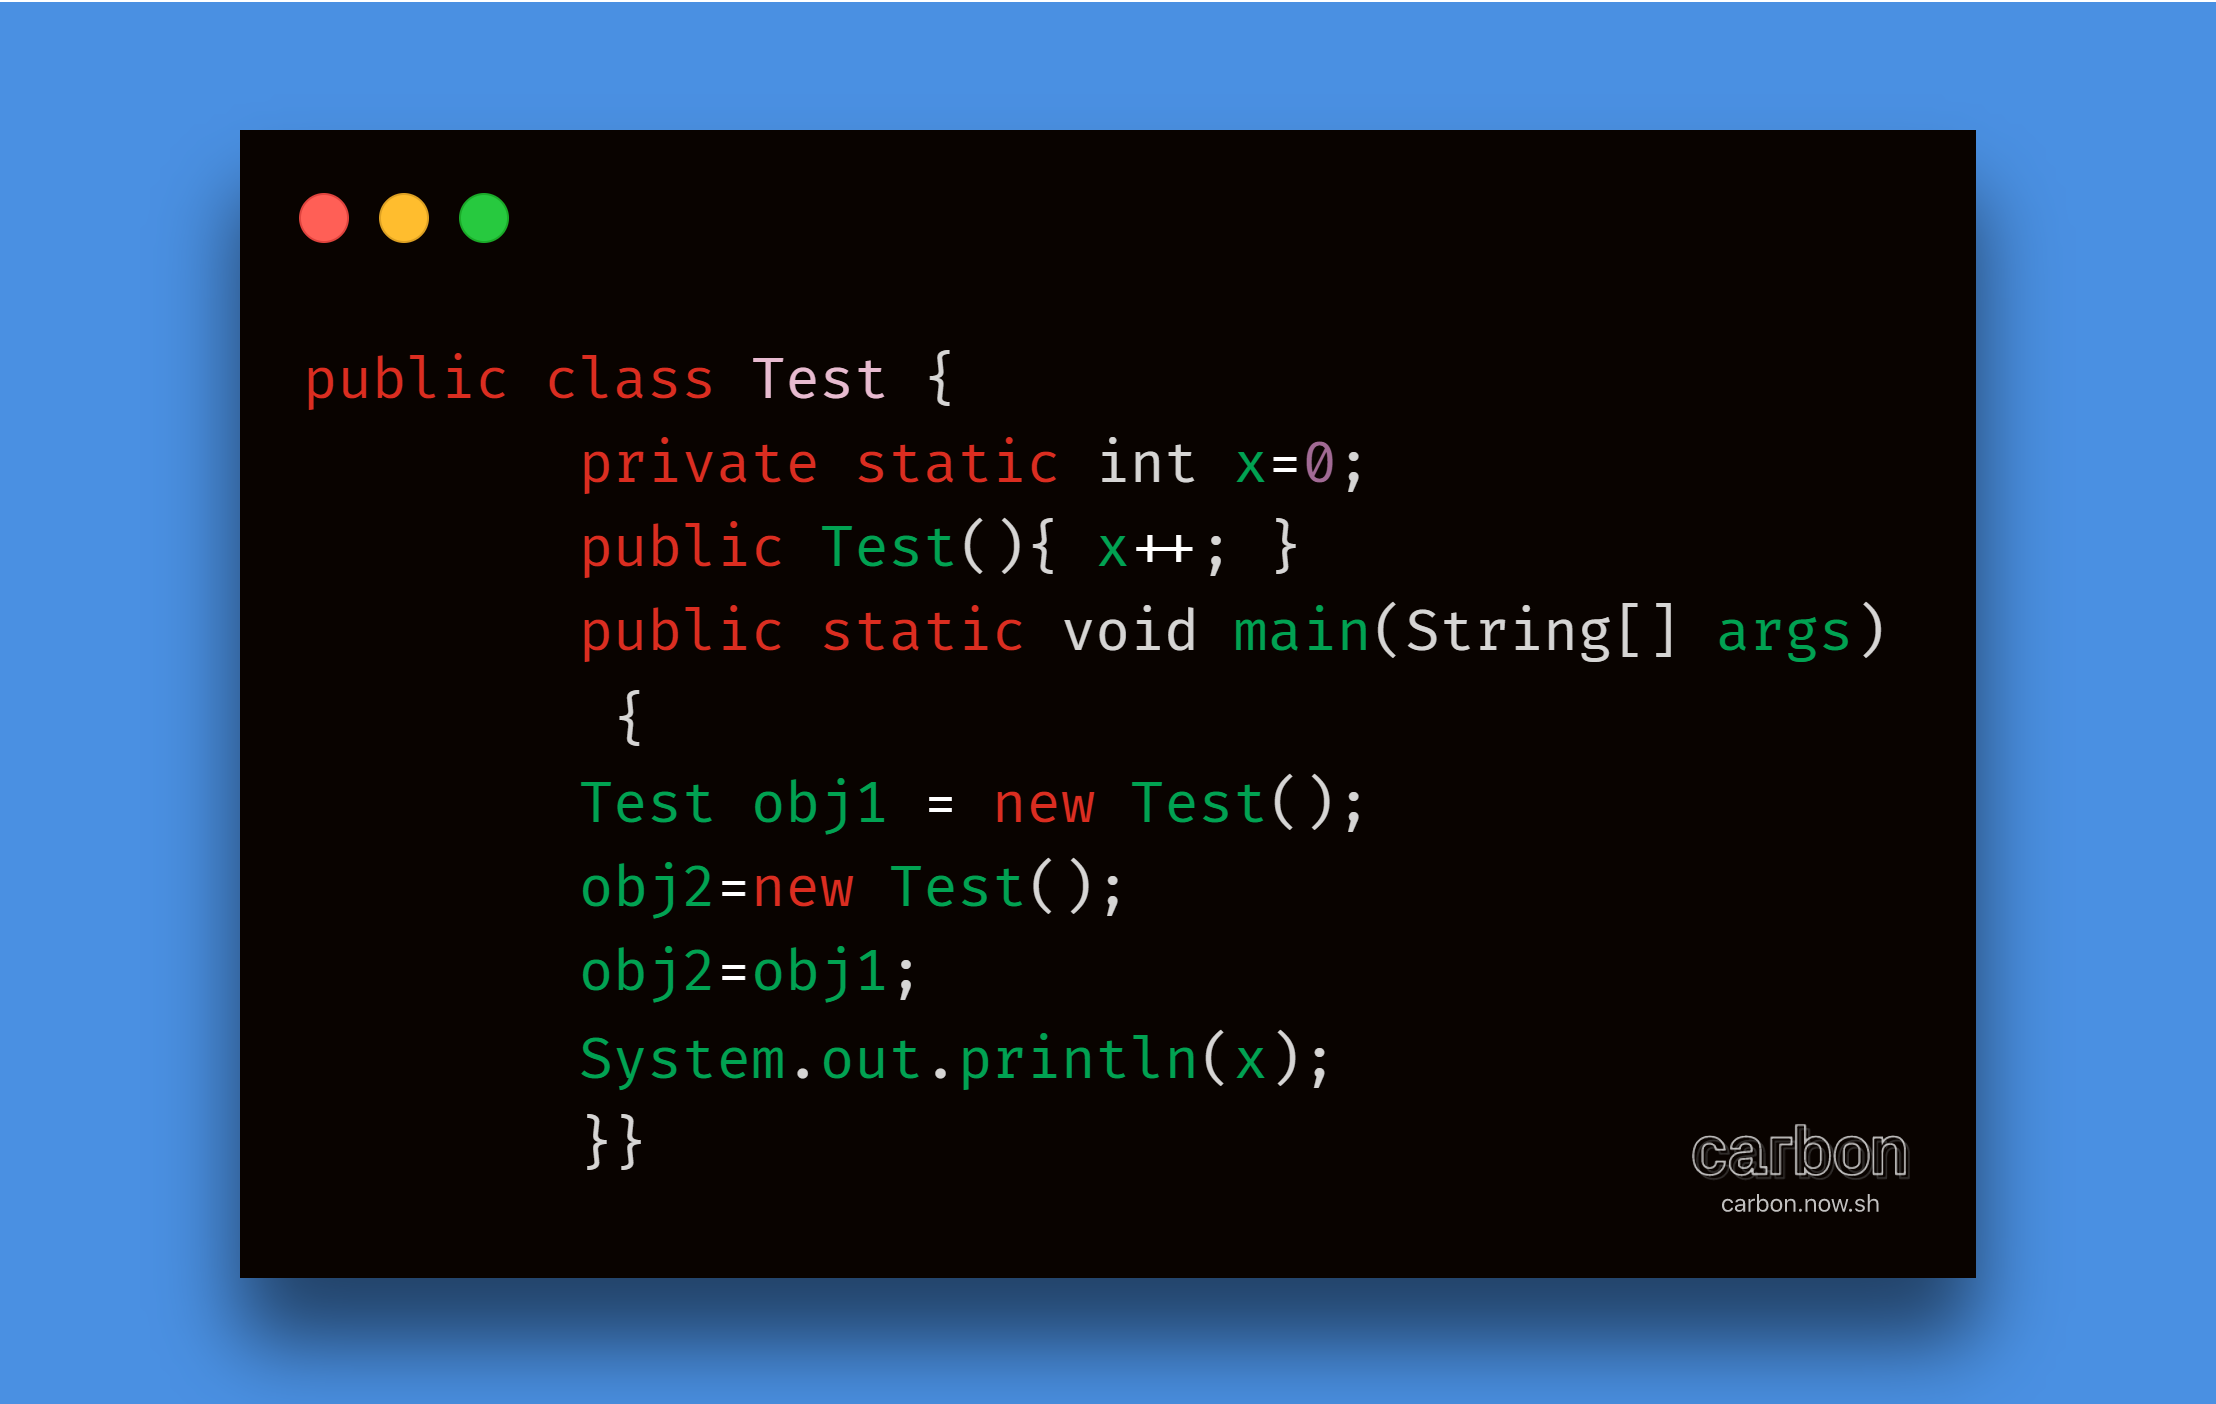 public class Test {
private static int x=0;
public Test(){ x++; }
public static void main(String[] args)
{
Test obj1 = new Test();
obj2=new Test();
obj2=obj1;
System.out.println(x);
}}
carbon
carbon.now.sh